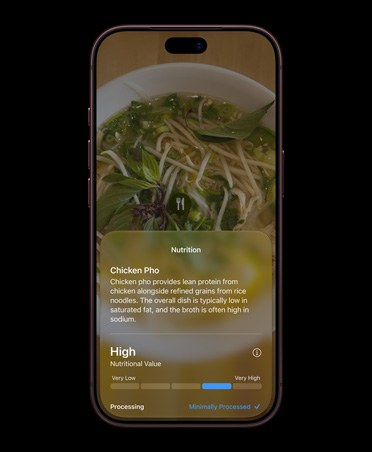 Nutrition
Chicken Pho
Chicken pho provides lean protein from
chicken alongside refined grains from rice
noodles. The overall dish is typically low in
saturated fat, and the broth is often high in
sodium.
High
Nutritional Value
Very Low Very High
Processing Minimally Processed